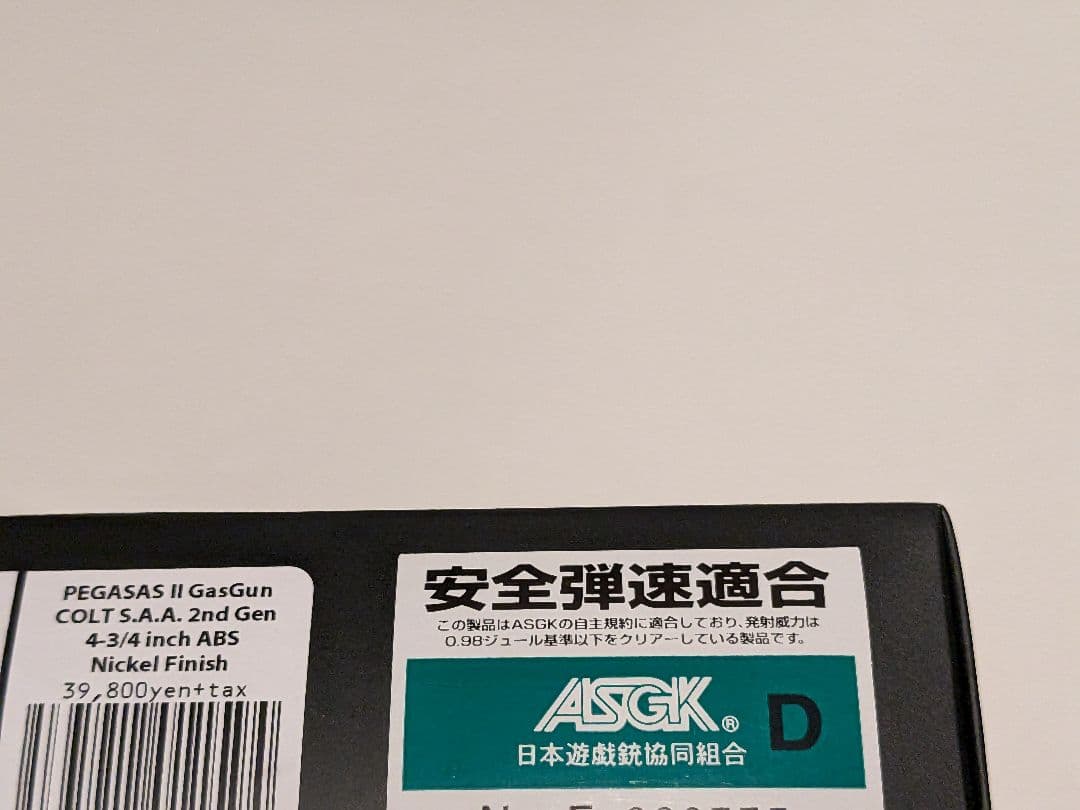 PEGASAS II GasGun
COLT S.A.A. 2nd Gen
4-3/4 inch ABS
Nickel Finish
39,800yen+tax
安全弾速適合
この製品はASGKの自主規約に適合しており、発射威力は
0.98ジュール基準以下をクリアーしている製品です。
ASGK®
D
日本遊戯銃協同組合